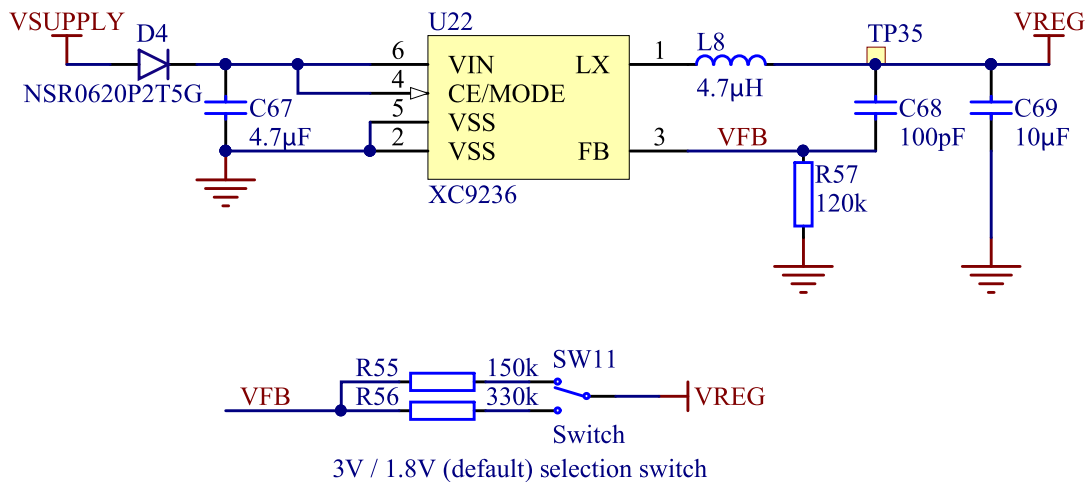 VSUPPLY
D4
NSR0620P2T5G
C67
4.7µF
U22
6
4
5
2
VIN
CE/MODE
VSS
VSS
LX
FB
XC9236
1
3
L8
4.7µH
VFB
TP35
VREG
C68
100pF
C69
10µF
R57
120k
VFB
R55
150k
R56
330k
SW11
Switch
VREG
3V / 1.8V (default) selection switch